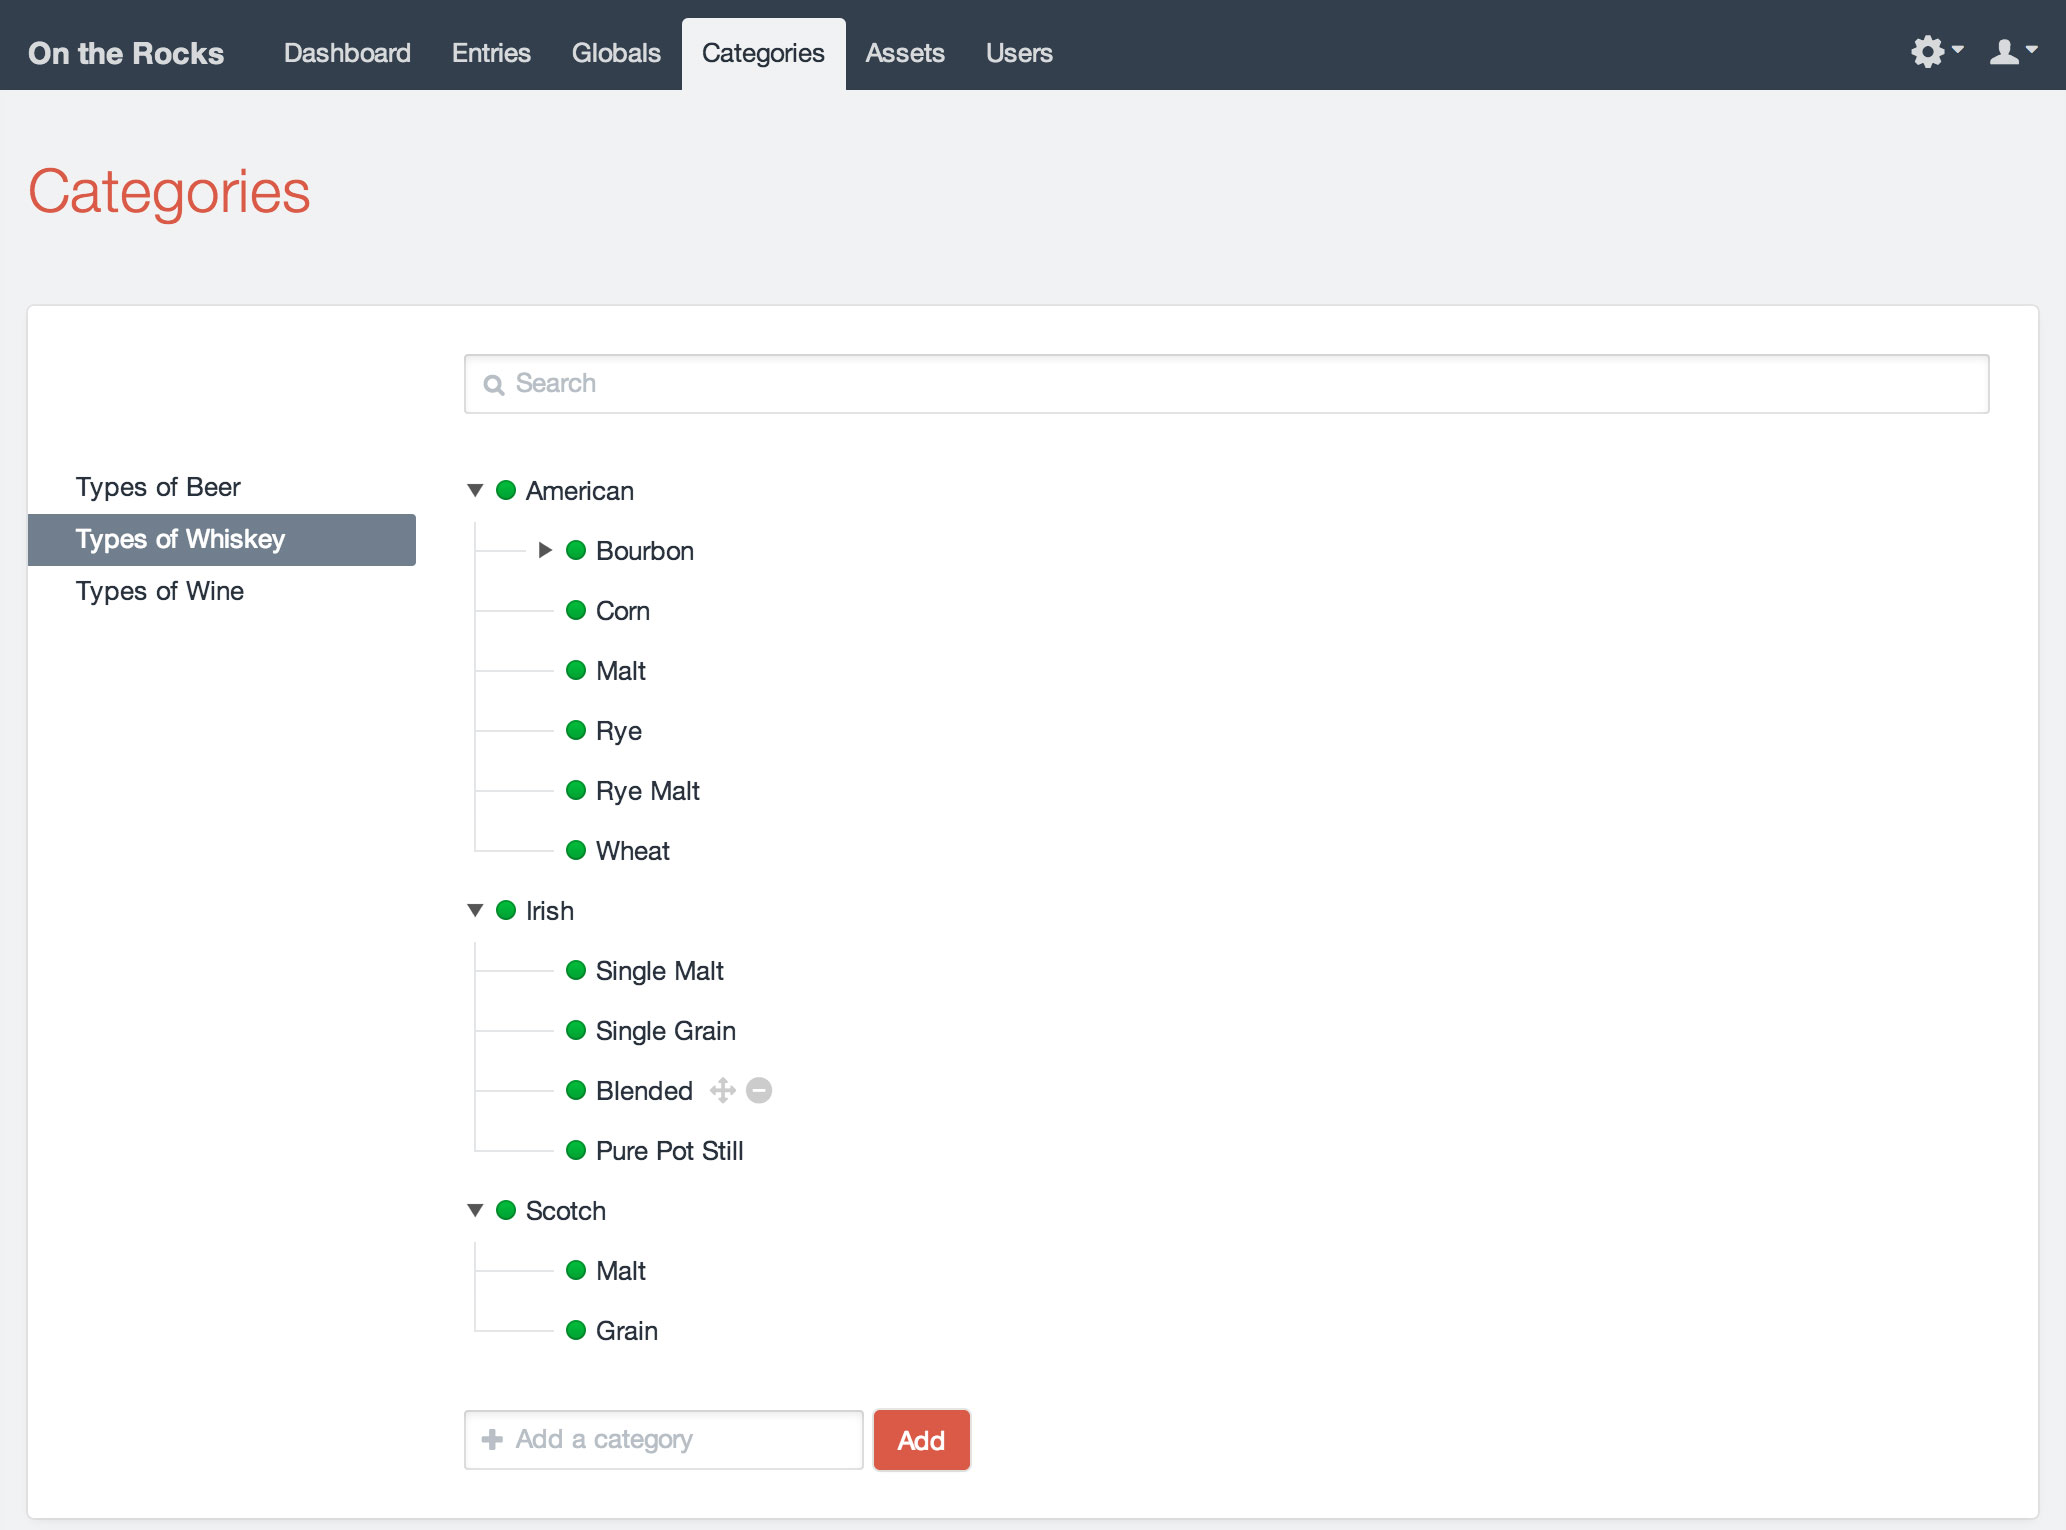 On the Rocks Dashboard Entries Globals Categories Assets Users
Categories
Search
Types of Beer
Types of Whiskey
Types of Wine
American
Bourbon
Corn
Malt
Rye
Rye Malt
Wheat
Irish
Single Malt
Single Grain
Blended
Pure Pot Still
Scotch
Malt
Grain
Add a category Add